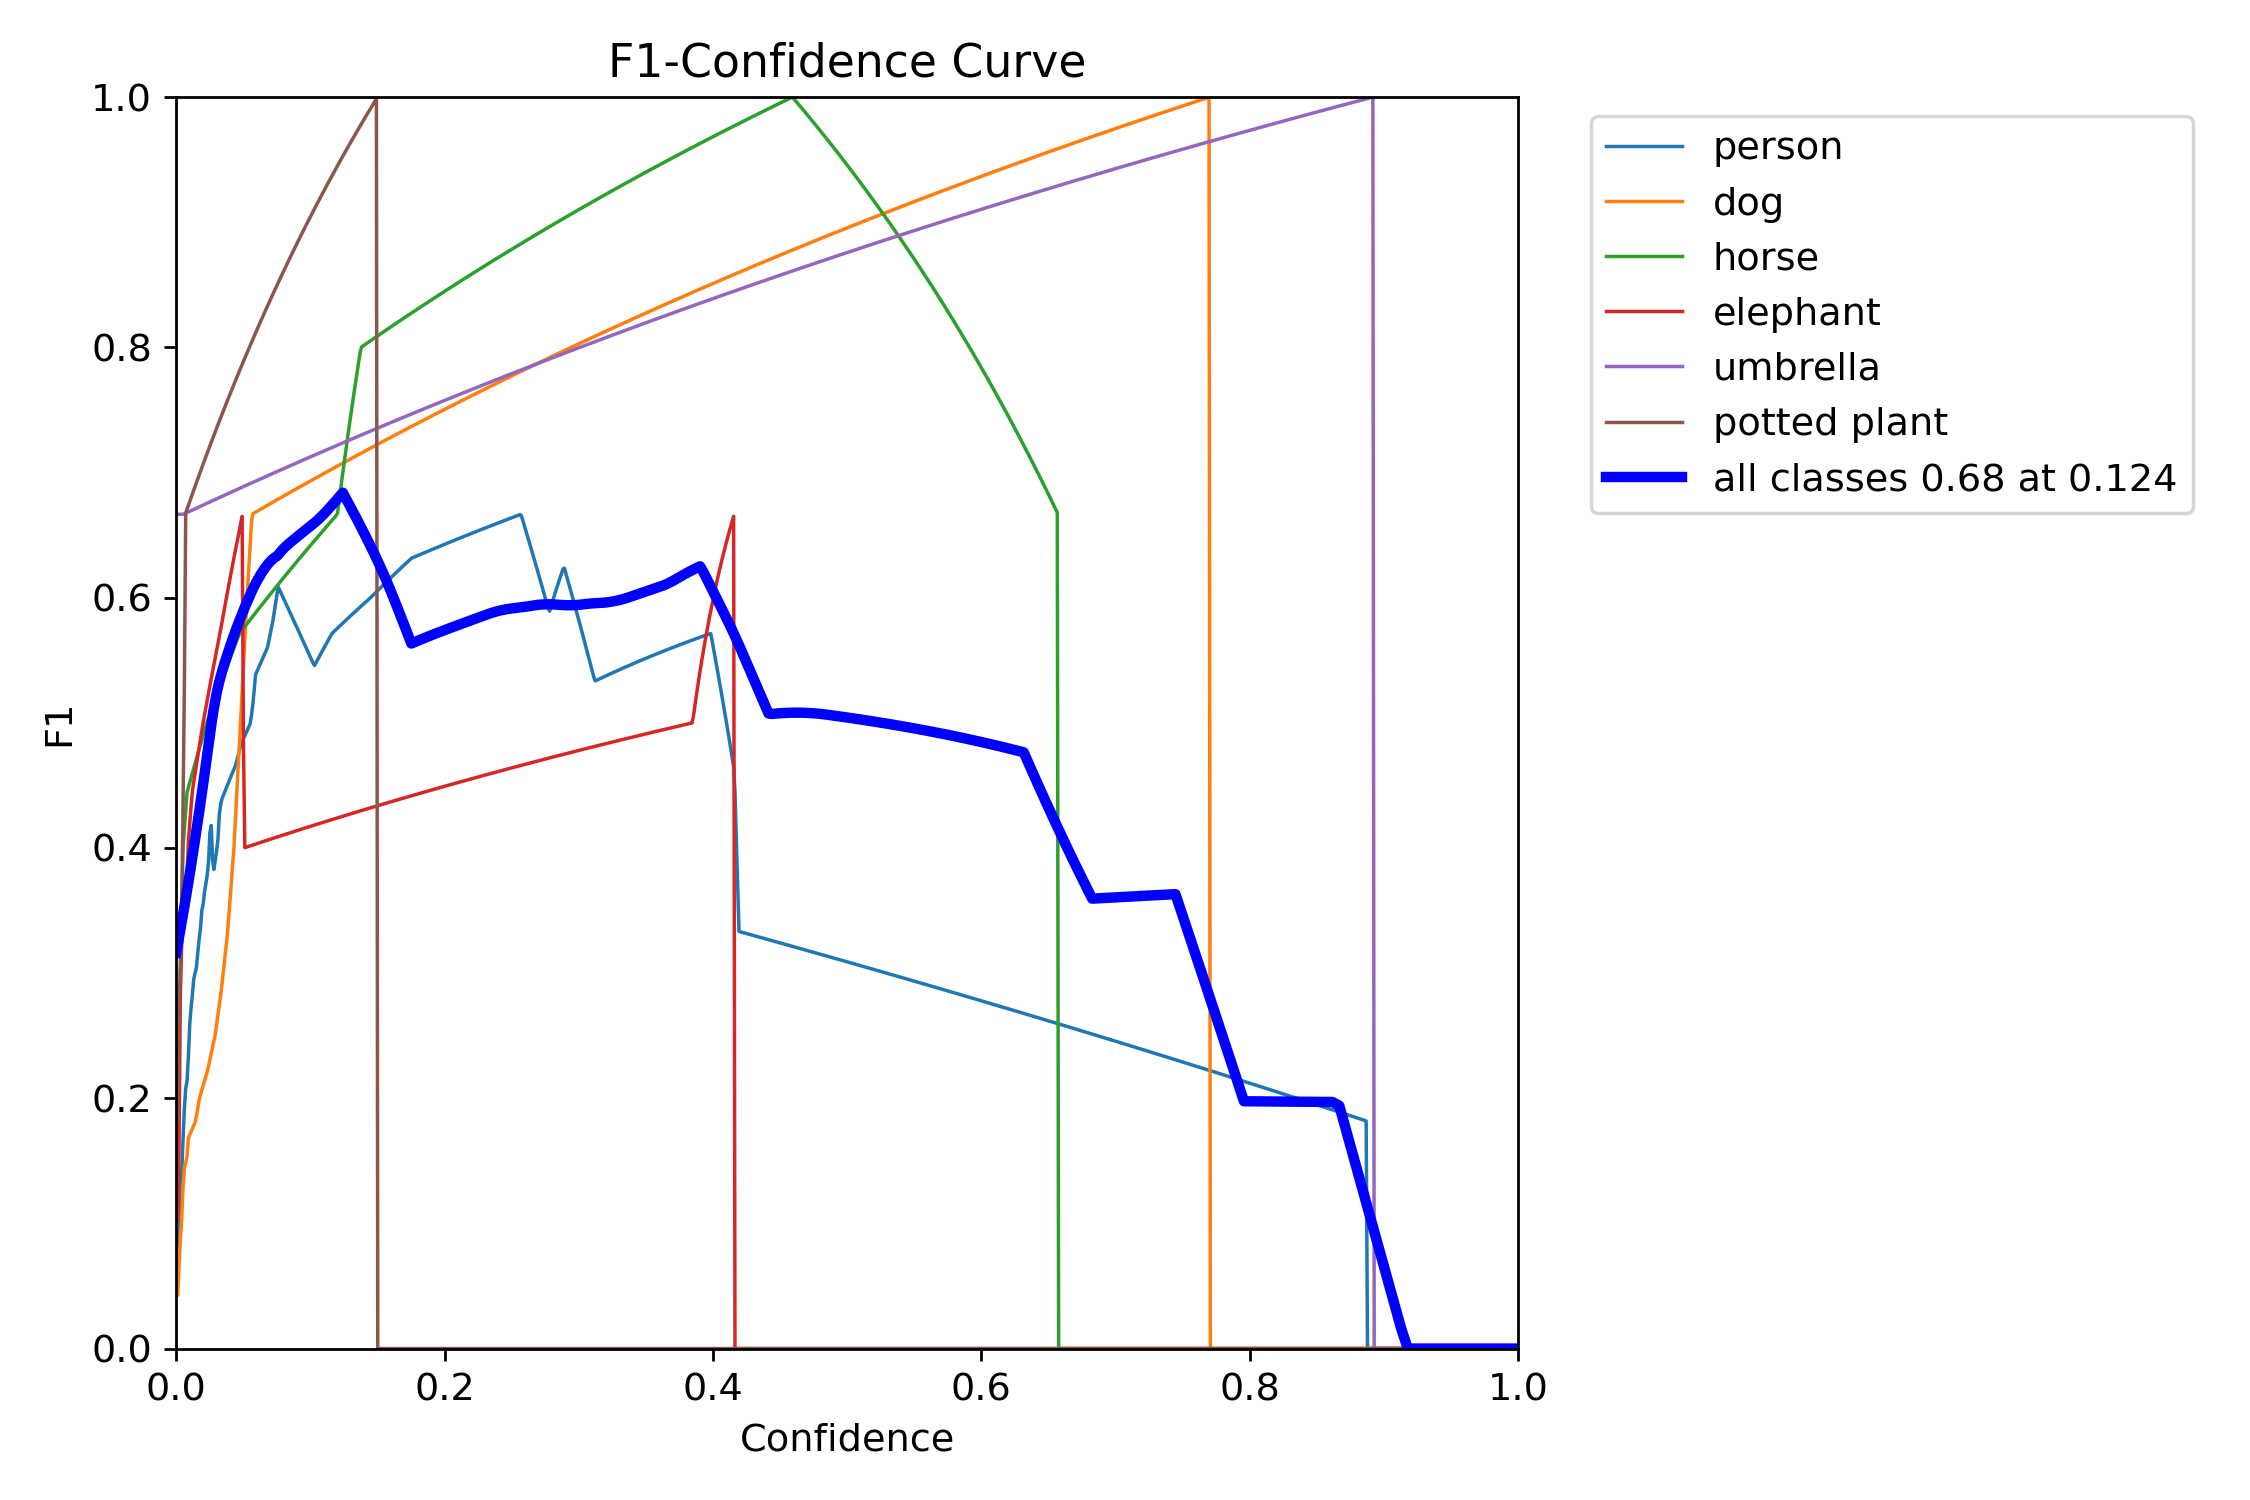 F1-Confidence Curve
1.0
0.8
0.6
0.4
0.2
0.0
F1
0.0 0.2 0.4 0.6 0.8 1.0
Confidence
person
dog
horse
elephant
umbrella
potted plant
all classes 0.68 at 0.124